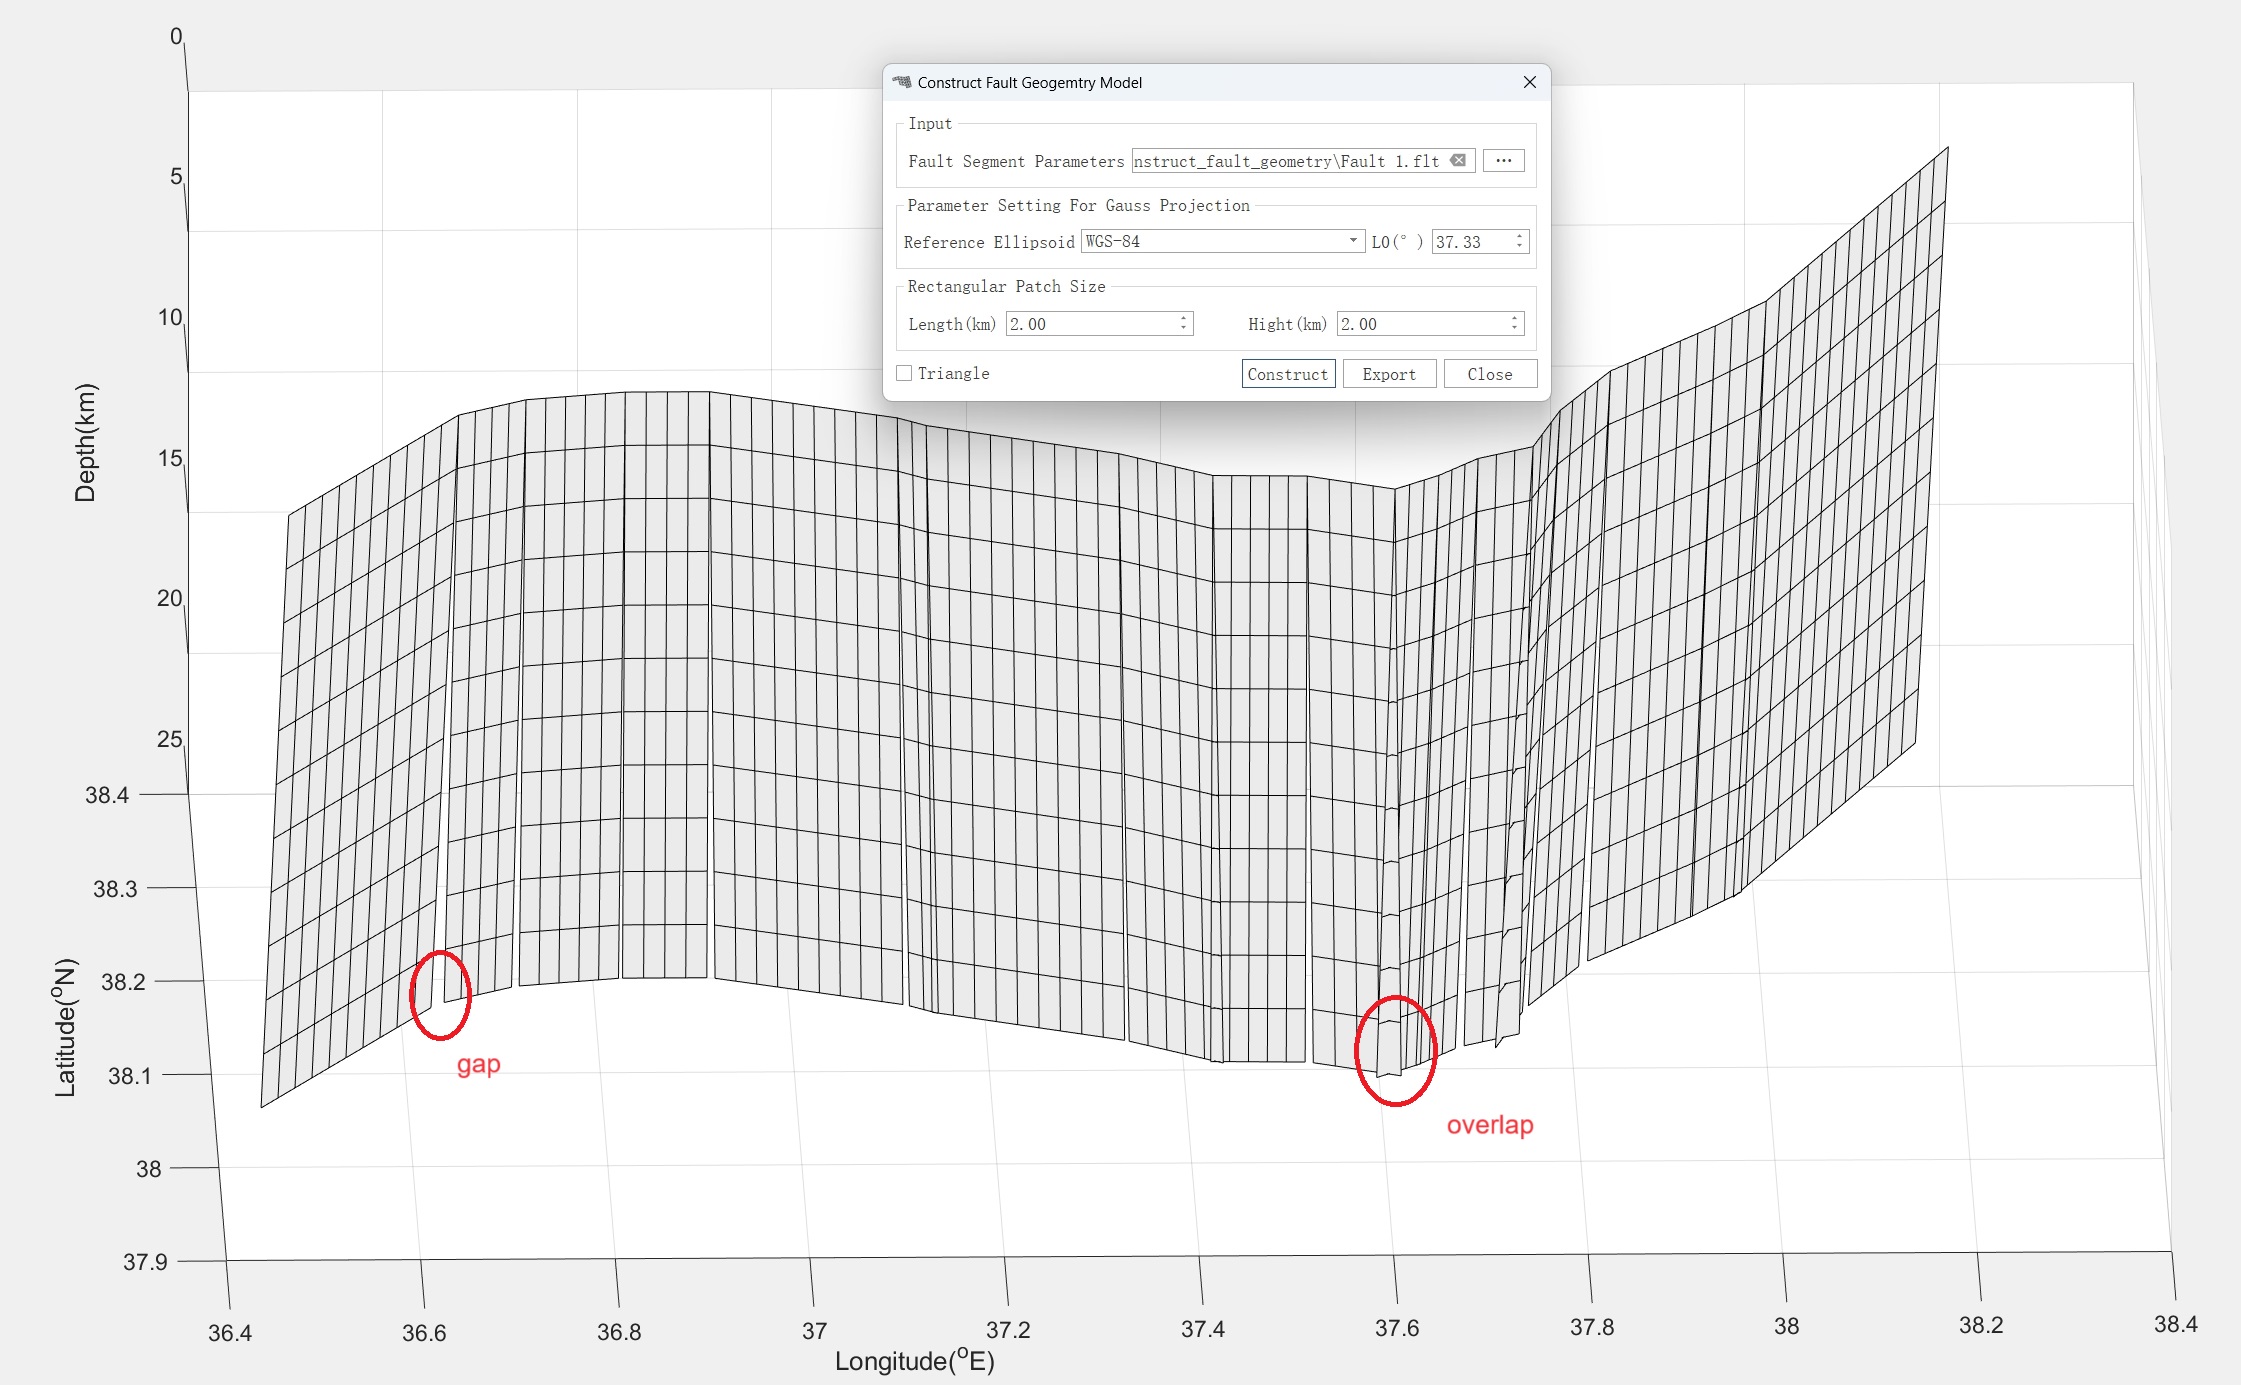 Construct Fault Geogemtry Model
Input
Fault Segment Parameters nstruct_fault_geometry\Fault 1.flt ...
Parameter Setting For Gauss Projection
Reference Ellipsoid WGS-84 L0(° ) 37.33
Rectangular Patch Size
Length(km) 2.00 Hight(km) 2.00
Triangle Construct Export Close
0
5
10
15
20
25
Depth(km)
38.4
38.3
38.2
38.1
38
37.9
Latitude(°N)
gap
overlap
36.4 36.6 36.8 37 37.2 37.4 37.6 37.8 38 38.2 38.4
Longitude(°E)